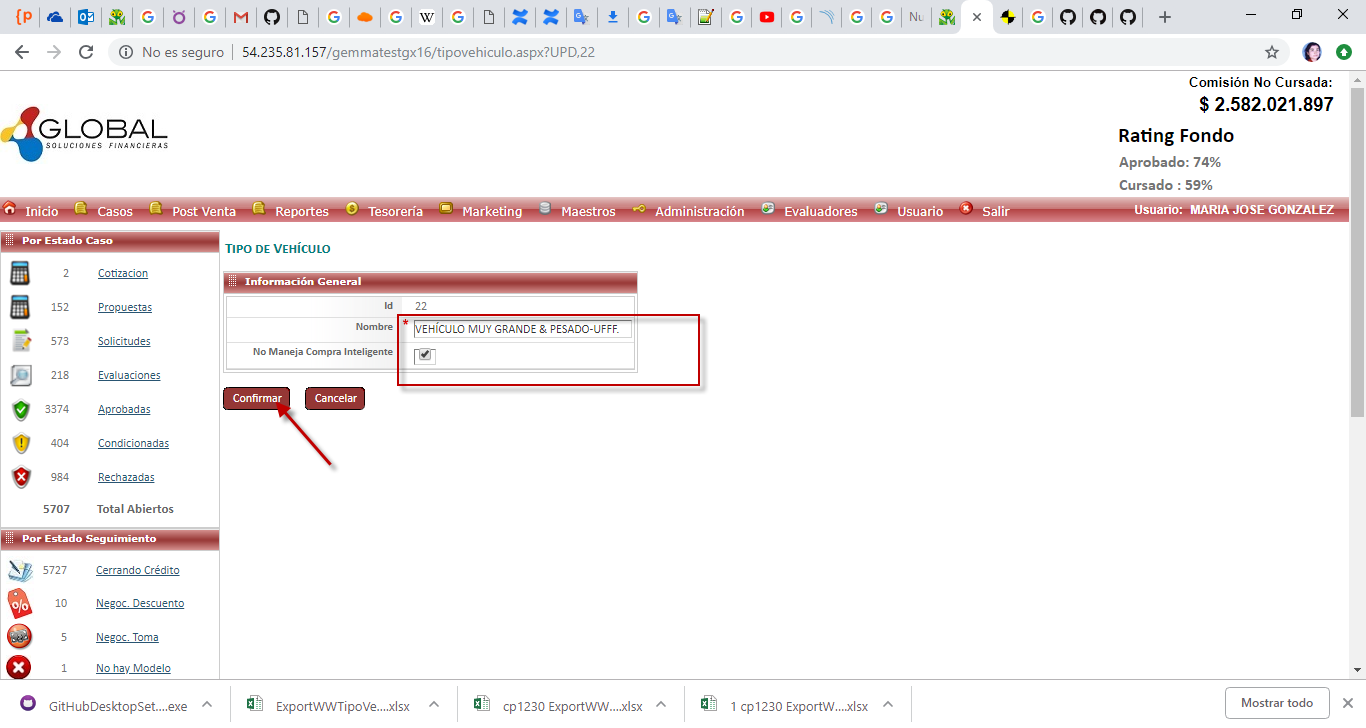 Nu
No es seguro | 54.235.81.157/gemmatestgx16/tipovehiculo.aspx?UPD,22
Comisión No Cursada:
$ 2.582.021.897
GLOBAL
SOLUCIONES FINANCIERAS
Rating Fondo
Aprobado: 74%
Cursado : 59%
Inicio Casos Post Venta Reportes Tesorería Marketing Maestros Administración Evaluadores Usuario Salir Usuario: MARIA JOSE GONZALEZ
Por Estado Caso
2 Cotizacion
152 Propuestas
573 Solicitudes
218 Evaluaciones
3374 Aprobadas
404 Condicionadas
984 Rechazadas
5707 Total Abiertos
Por Estado Seguimiento
5727 Cerrando Crédito
10 Negoc. Descuento
5 Negoc. Toma
1 No hay Modelo
TIPO DE VEHÍCULO
Información General
Id 22
Nombre * VEHÍCULO MUY GRANDE & PESADO-UFFF.
No Maneja Compra Inteligente
Confirmar Cancelar
GitHubDesktopSet....exe ExportWWTipoVe....xlsx cp1230 ExportWW....xlsx 1 cp1230 ExportW....xlsx Mostrar todo